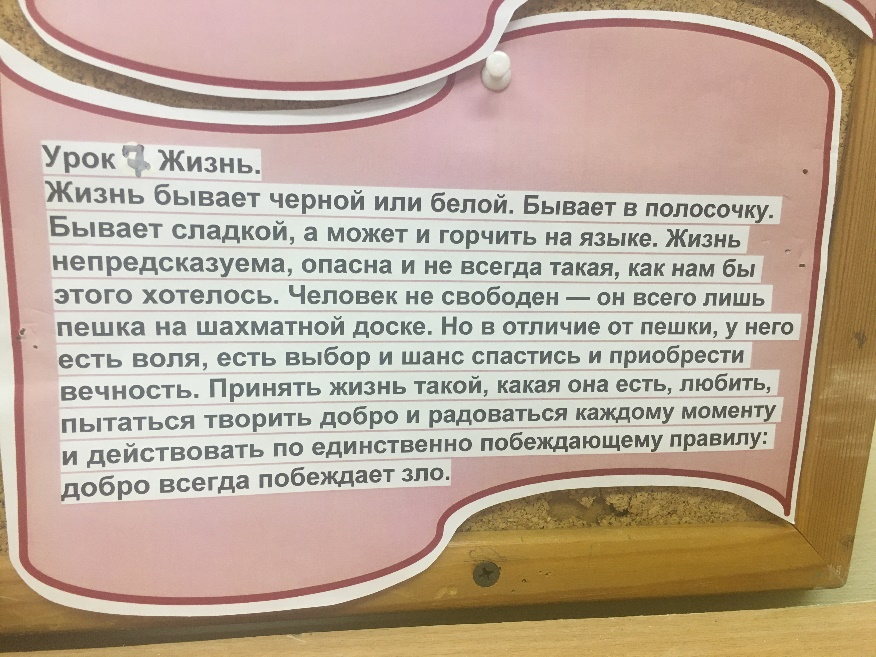 Урок 7 Жизнь.
Жизнь бывает черной или белой. Бывает в полосочку.
Бывает сладкой, а может и горчить на языке. Жизнь
непредсказуема, опасна и не всегда такая, как нам бы
этого хотелось. Человек не свободен — он всего лишь
пешка на шахматной доске. Но в отличие от пешки, у него
есть воля, есть выбор и шанс спастись и приобрести
вечность. Принять жизнь такой, какая она есть, любить,
пытаться творить добро и радоваться каждому моменту
и действовать по единственно побеждающему правилу:
добро всегда побеждает зло.